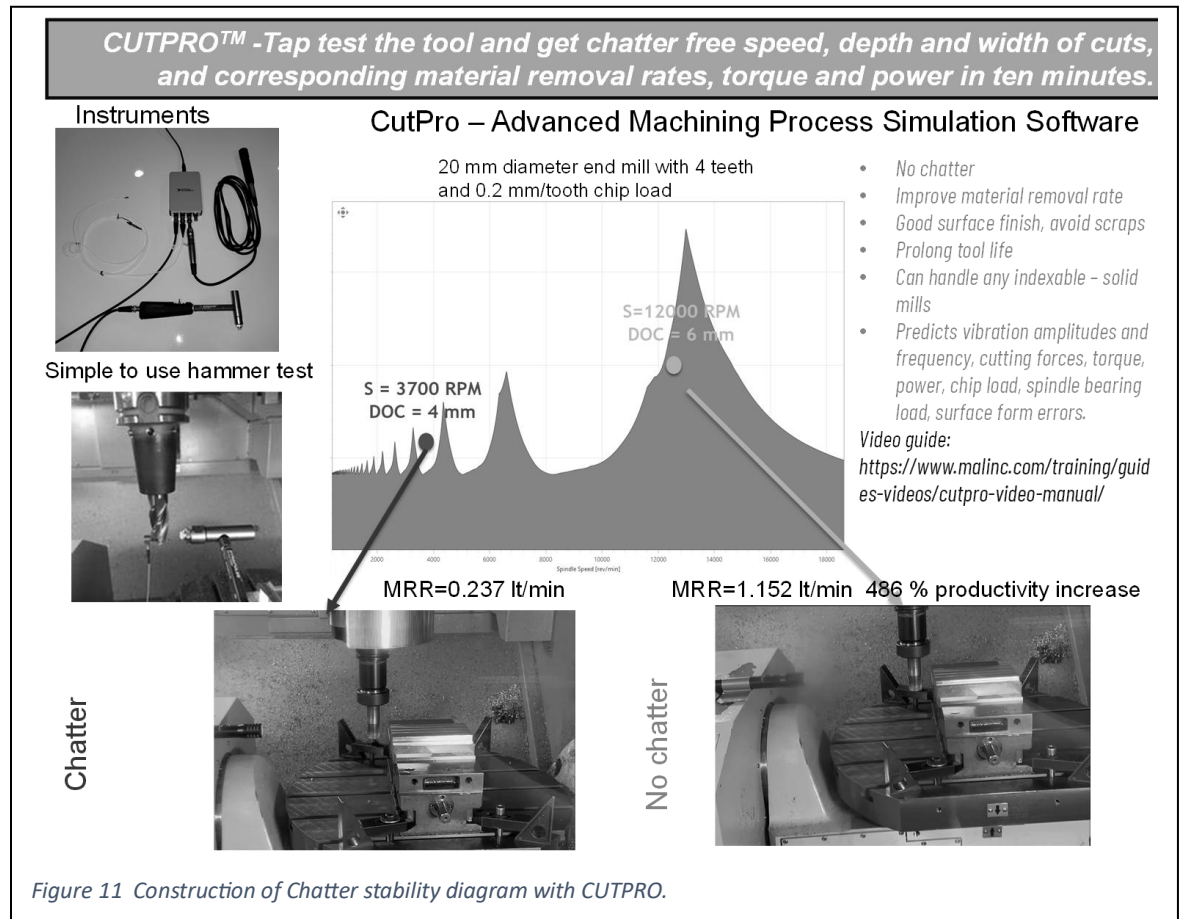 CUTPRO™ -Tap test the tool and get chatter free speed, depth and width of cuts,
and corresponding material removal rates, torque and power in ten minutes.
Instruments
CutPro – Advanced Machining Process Simulation Software
20 mm diameter end mill with 4 teeth
and 0.2 mm/tooth chip load
• No chatter
• Improve material removal rate
• Good surface finish, avoid scraps
• Prolong tool life
• Can handle any indexable – solid
mills
• Predicts vibration amplitudes and
frequency, cutting forces, torque,
power, chip load, spindle bearing
load, surface form errors.
Video guide:
https://www.malinc.com/training/guid
es-videos/cutpro-video-manual/
S=12000 RPM
DOC = 6 mm
Simple to use hammer test
S = 3700 RPM
DOC = 4 mm
2000 4000 6000 8000 10000 12000 14000 16000 18000
Spindle Speed [rev/min]
MRR=0.237 lt/min
MRR=1.152 lt/min 486 % productivity increase
Chatter
No chatter
Figure 11 Construction of Chatter stability diagram with CUTPRO.